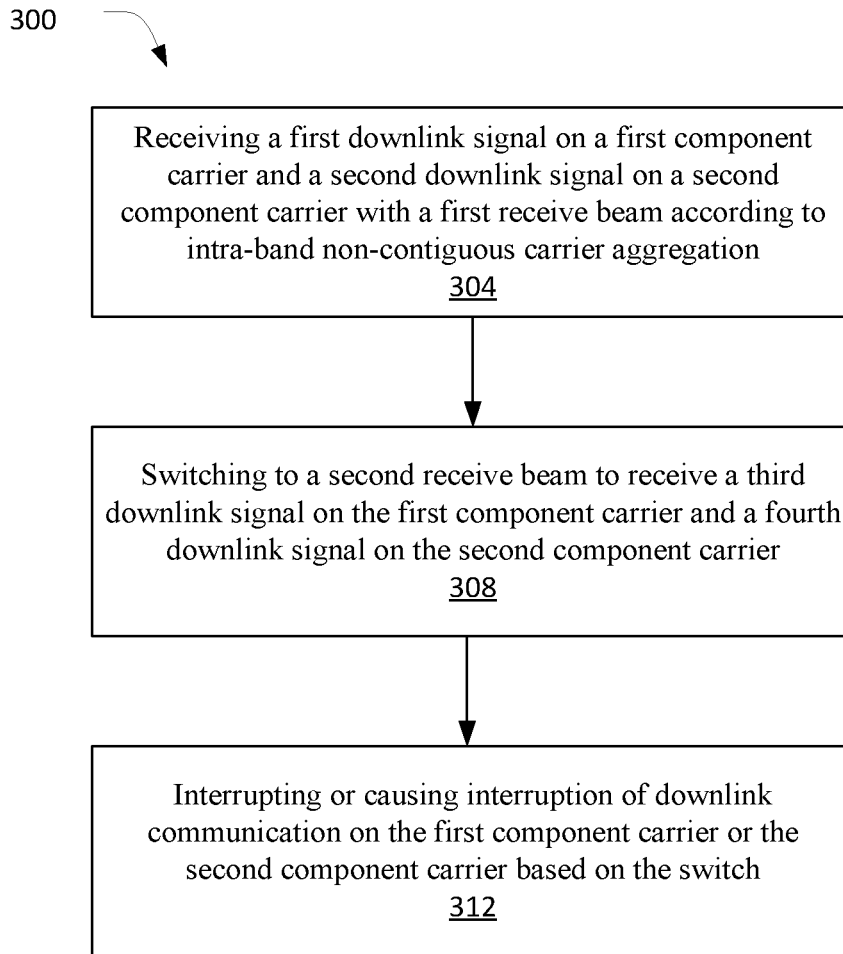 300
Receiving a first downlink signal on a first component
carrier and a second downlink signal on a second
component carrier with a first receive beam according to
intra-band non-contiguous carrier aggregation
304
Switching to a second receive beam to receive a third
downlink signal on the first component carrier and a fourth
downlink signal on the second component carrier
308
Interrupting or causing interruption of downlink
communication on the first component carrier or the
second component carrier based on the switch
312